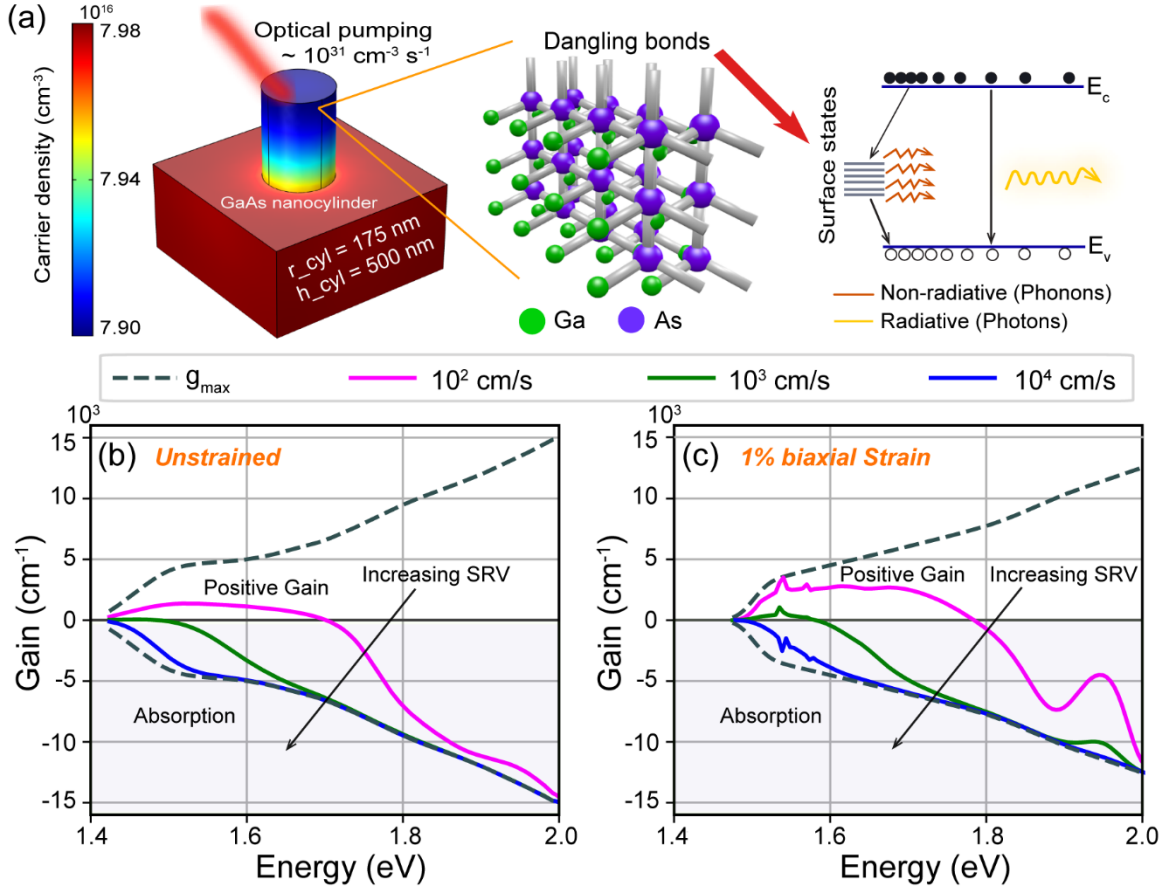 (a)
10¹⁶
7.98
7.94
7.90
Carrier density (cm⁻³)
Optical pumping
~ 10³¹ cm⁻³ s⁻¹
GaAs nanocylinder
r_cyl = 175 nm
h_cyl = 500 nm
Dangling bonds
Ga
As
Surface states
E_c
E_v
Non-radiative (Phonons)
Radiative (Photons)
g_max
10² cm/s
10³ cm/s
10⁴ cm/s
10³
(b)
Unstrained
15
10
5
0
-5
-10
-15
Gain (cm⁻¹)
Positive Gain
Increasing SRV
Absorption
1.4
1.6
1.8
2.0
Energy (eV)
10³
(c)
1% biaxial Strain
15
10
5
0
-5
-10
-15
Gain (cm⁻¹)
Positive Gain
Increasing SRV
Absorption
1.4
1.6
1.8
2.0
Energy (eV)